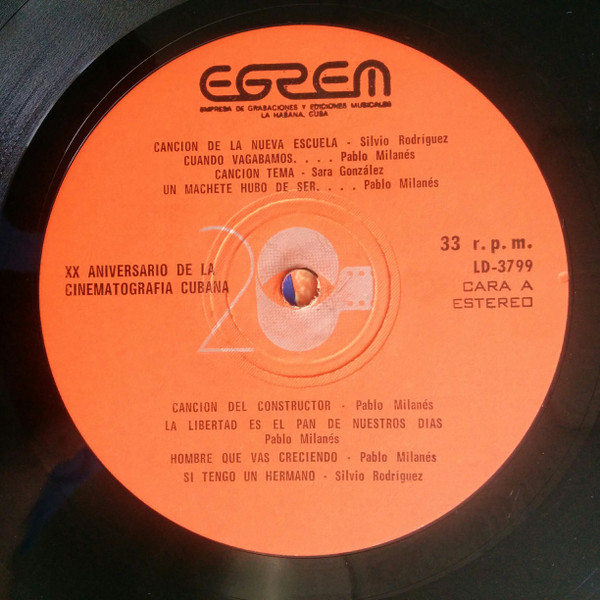 EGREM
EMPRESA DE GRABACIONES Y EDICIONES MUSICALES
LA HABANA, CUBA
CANCION DE LA NUEVA ESCUELA - Silvio Rodríguez
CUANDO VAGABAMOS. . . . Pablo Milanés
CANCION TEMA - Sara González
UN MACHETE HUBO DE SER. . . . Pablo Milanés
XX ANIVERSARIO DE LA
CINEMATOGRAFIA CUBANA
20
33 r. p. m.
LD-3799
CARA A
ESTEREO
CANCION DEL CONSTRUCTOR - Pablo Milanés
LA LIBERTAD ES EL PAN DE NUESTROS DIAS
Pablo Milanés
HOMBRE QUE VAS CRECIENDO - Pablo Milanés
SI TENGO UN HERMANO - Silvio Rodríguez